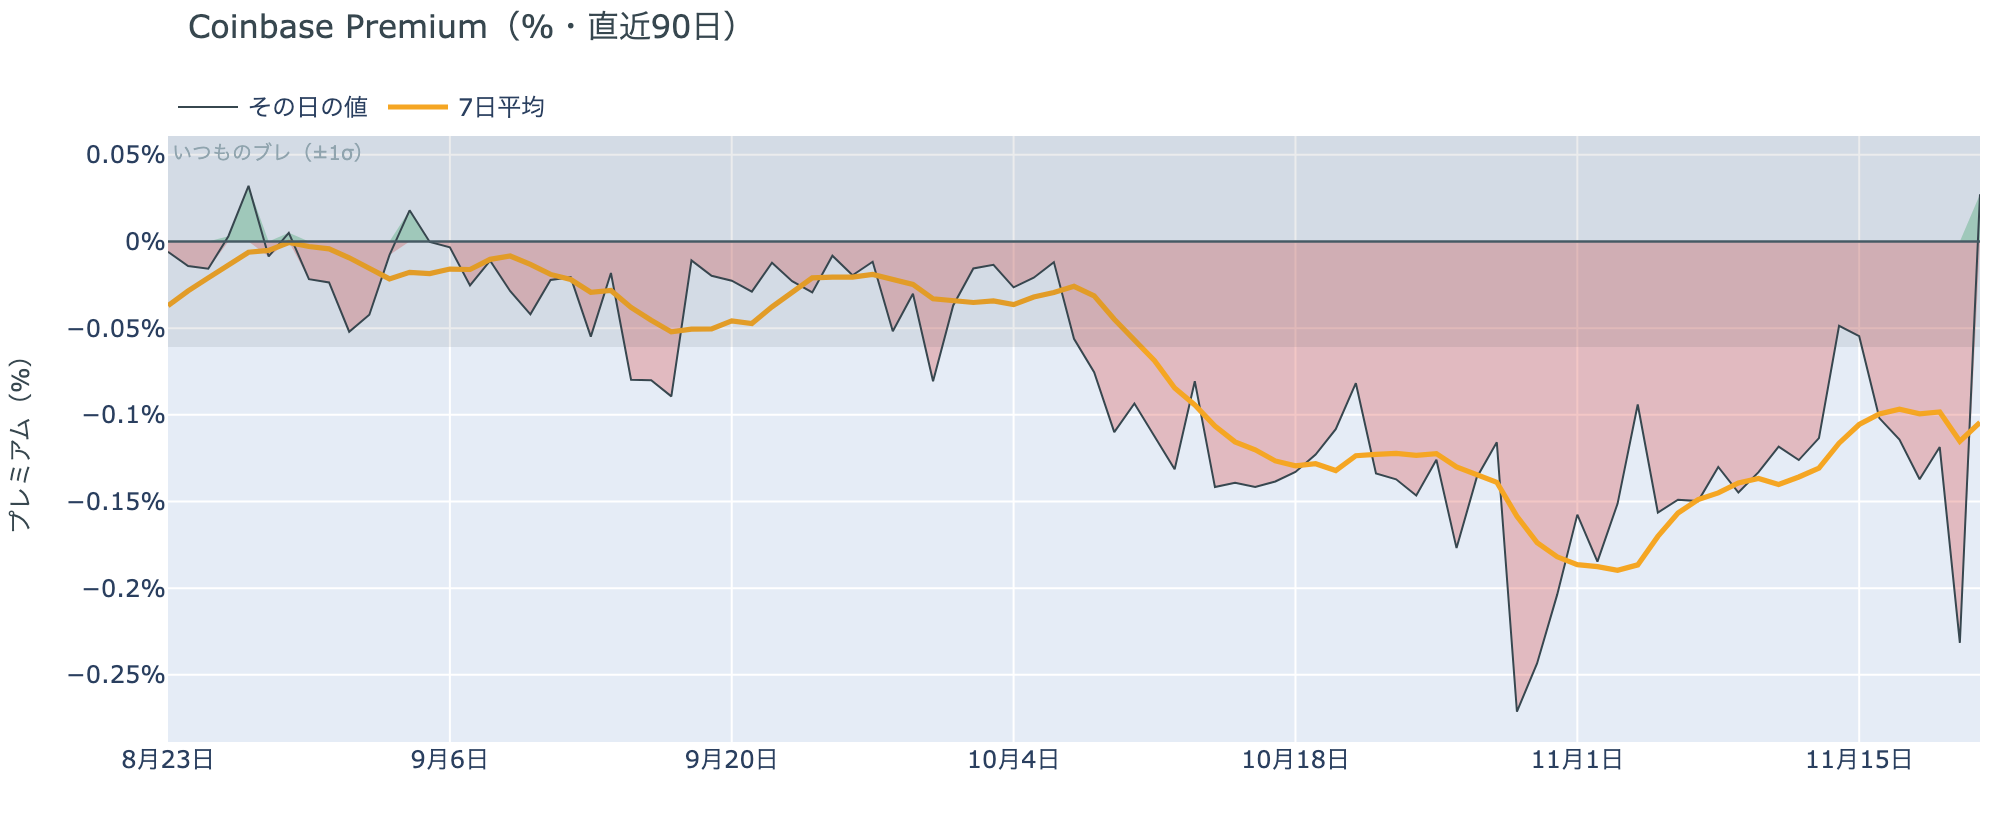 Coinbase Premium（%・直近90日）
その日の値 7日平均
いつものブレ（±1σ）
0.05%
0%
−0.05%
−0.1%
−0.15%
−0.2%
−0.25%
プレミアム（%）
8月23日 9月6日 9月20日 10月4日 10月18日 11月1日 11月15日